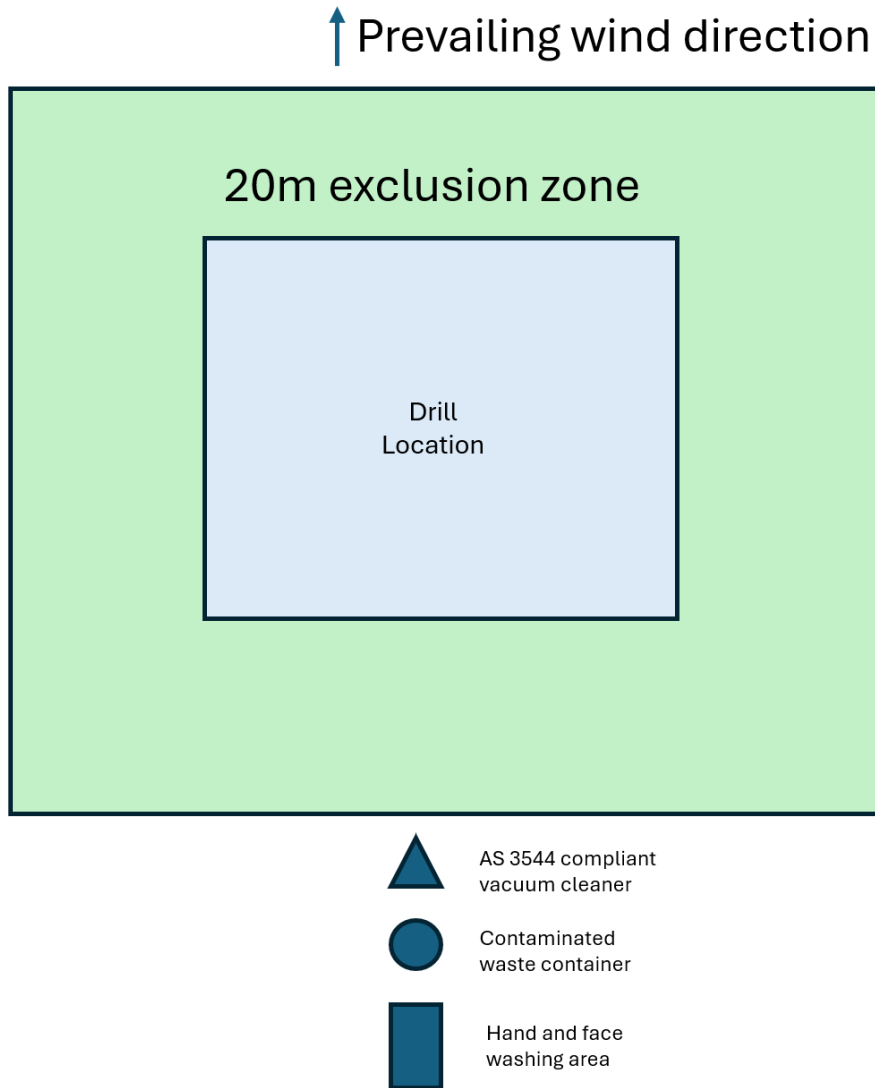 Prevailing wind direction
20m exclusion zone
Drill
Location
AS 3544 compliant
vacuum cleaner
Contaminated
waste container
Hand and face
washing area